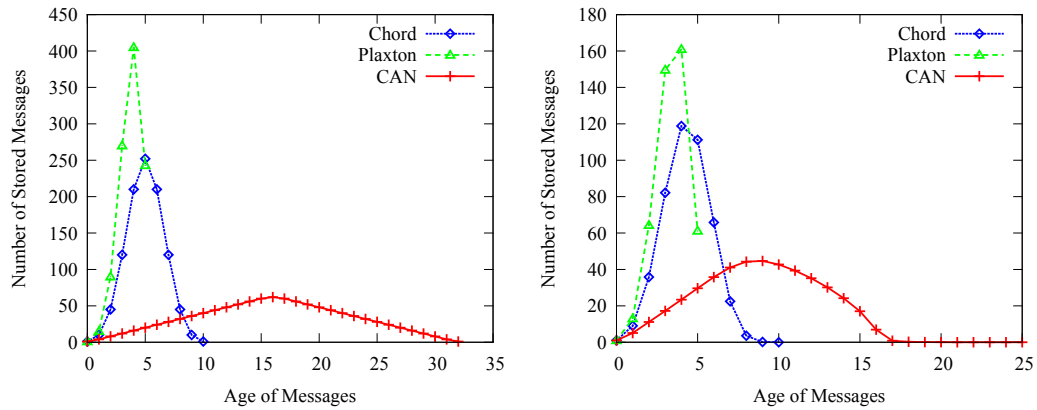 450
400
350
300
250
200
150
100
50
0
Number of Stored Messages
Chord
Plaxton
CAN
0 5 10 15 20 25 30 35
Age of Messages
180
160
140
120
100
80
60
40
20
0
Number of Stored Messages
Chord
Plaxton
CAN
0 5 10 15 20 25
Age of Messages